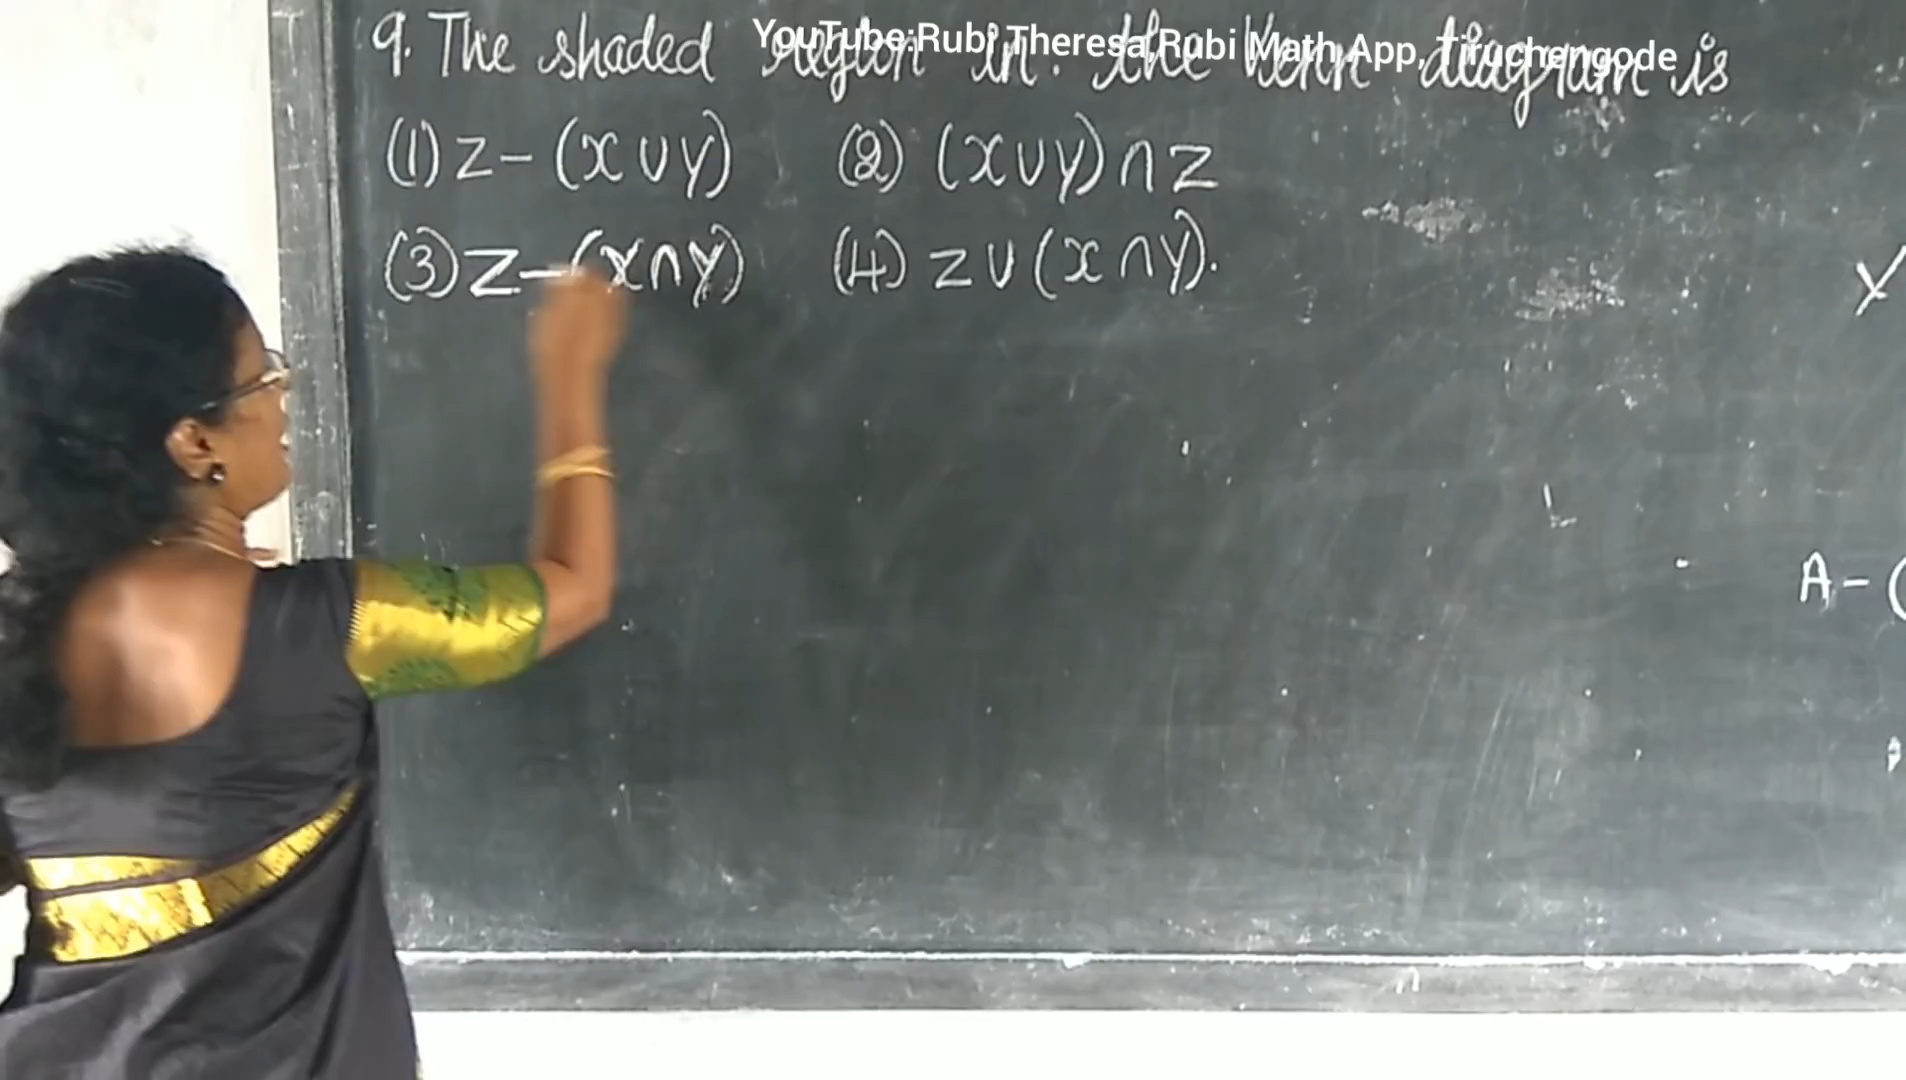 YouTube:Rubi Theresa,Rubi Math App, Tiruchengode
9. The shaded region in the Venn diagram is
(1) Z – (X ∪ Y) (2) (X ∪ Y) ∩ Z
(3) Z – (X ∩ Y) (4) Z ∪ (X ∩ Y).
Y
A – (